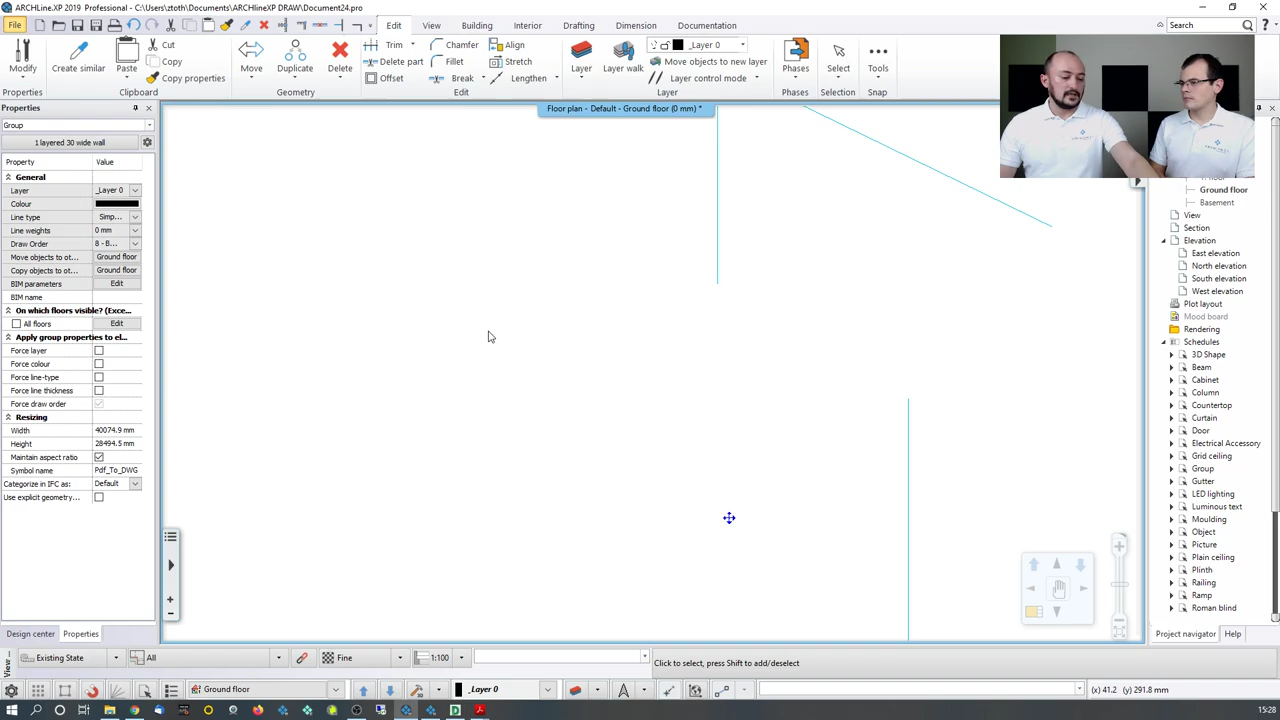 ARCHLine.XP 2019 Professional - C:\Users\ztoth\Documents\ARCHlineXP DRAW\Document24.pro
File
Edit
View
Building
Interior
Drafting
Dimension
Documentation
Search
Modify
Properties
Create similar
Paste
Cut
Copy
Copy properties
Clipboard
Move
Duplicate
Delete
Geometry
Trim
Delete part
Offset
Chamfer
Fillet
Break
Align
Stretch
Length
Edit
Layer
Layer walk
_Layer 0
Move objects to new layer
Layer control mode
Layer
Phases
Phases
Select
Selection
Tools
Snap
Properties
Group
1 layered 30 wide wall
Property Value
General
Layer _Layer 0
Colour
Line type Simp...
Line weights 0 mm
Draw Order 8 - B...
Move objects to ot... Ground floor
Copy objects to ot... Ground floor
BIM parameters Edit
BIM name
On which floors visible? (Exce...
All floors Edit
Apply group properties to el...
Force layer
Force colour
Force line-type
Force line thickness
Force draw order
Resizing
Width 40074.9 mm
Height 28494.5 mm
Maintain aspect ratio
Symbol name Pdf_To_DWG
Categorize in IFC as: Default
Use explicit geometry...
Design center
Properties
Floor plan - Default - Ground floor (0 mm) *
Ground floor
Basement
View
Section
Elevation
East elevation
North elevation
South elevation
West elevation
Plot layout
Mood board
Rendering
Schedules
3D Shape
Beam
Cabinet
Column
Countertop
Curtain
Door
Electrical Accessory
Grid ceiling
Group
Gutter
LED lighting
Luminous text
Moulding
Object
Picture
Plain ceiling
Plinth
Railing
Ramp
Roman blind
Project navigator
Help
View
Existing State
All
Fine
1:100
Click to select, press Shift to add/deselect
Ground floor
_Layer 0
(x) 41.2 (y) 291.8 mm
15:28